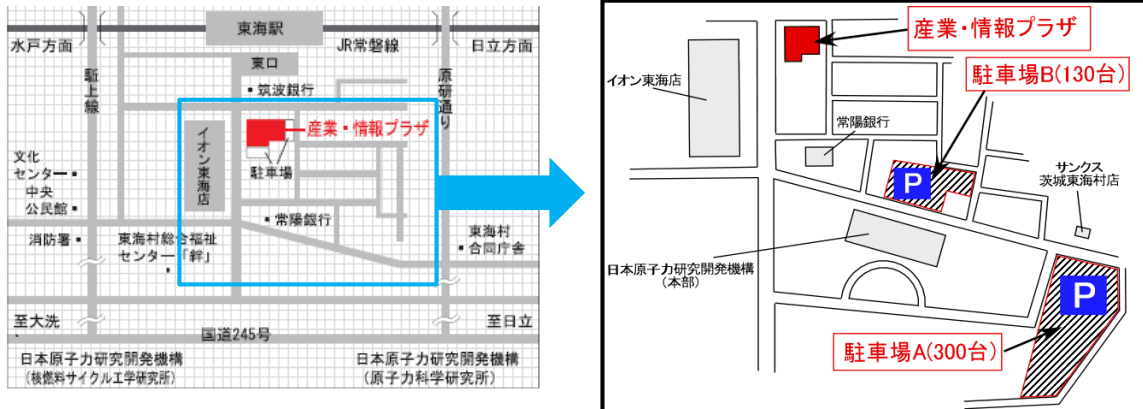 東海駅
水戸方面
JR常磐線
日立方面
東口
駈上線
原研通り
筑波銀行
産業・情報プラザ
イオン東海店
駐車場
文化
センター
中央
公民館
常陽銀行
消防署
東海村総合福祉
センター「絆」
東海村
合同庁舎
至大洗
国道245号
至日立
日本原子力研究開発機構
(核燃料サイクル工学研究所)
日本原子力研究開発機構
(原子力科学研究所)
産業・情報プラザ
駐車場B(130台)
イオン東海店
常陽銀行
P
サンクス
茨城東海村店
日本原子力研究開発機構
(本部)
P
駐車場A(300台)